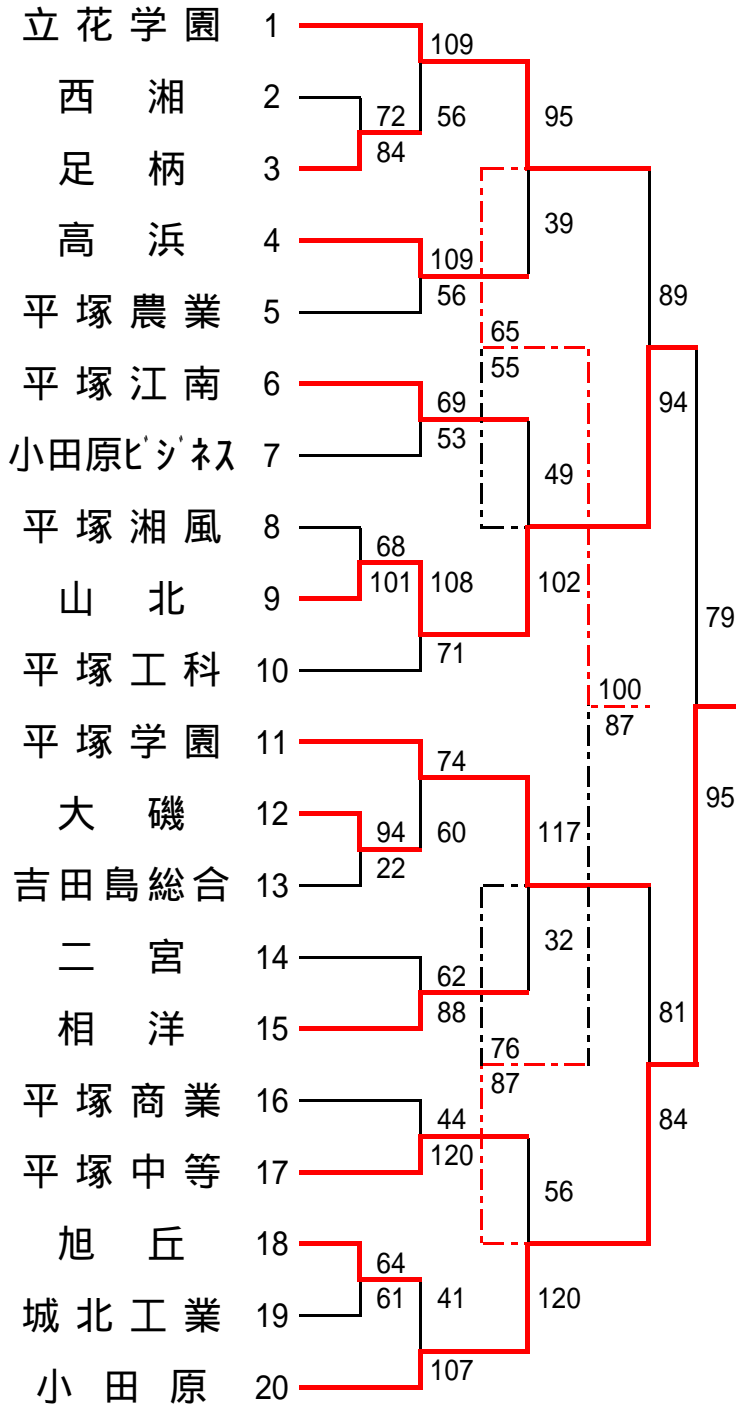 立花学園 1
109
西湘 2
72 56 95
84
足柄 3
39
高浜 4
109
56
平塚農業 5
89
65
55
平塚江南 6
69 94
53
小田原ビジネス 7
49
平塚湘風 8
68
101 108 102
山北 9
79
71
平塚工科 10
100
87
平塚学園 11
74
95
大磯 12
94 60 117
22
吉田島総合 13
32
二宮 14
62
88 81
相洋 15
76
87
平塚商業 16
44 84
120
平塚中等 17
56
旭丘 18
64
61 41 120
城北工業 19
107
小田原 20